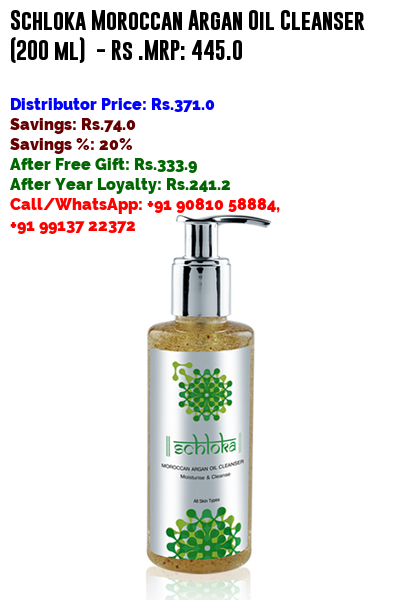 Schloka Moroccan Argan Oil Cleanser
(200 ml) - Rs .MRP: 445.0
Distributor Price: Rs.371.0
Savings: Rs.74.0
Savings %: 20%
After Free Gift: Rs.333.9
After Year Loyalty: Rs.241.2
Call/WhatsApp: +91 90810 58884,
+91 99137 22372
schloka
MOROCCAN ARGAN OIL CLEANSER
Moisturise & Cleanse
All Skin Types